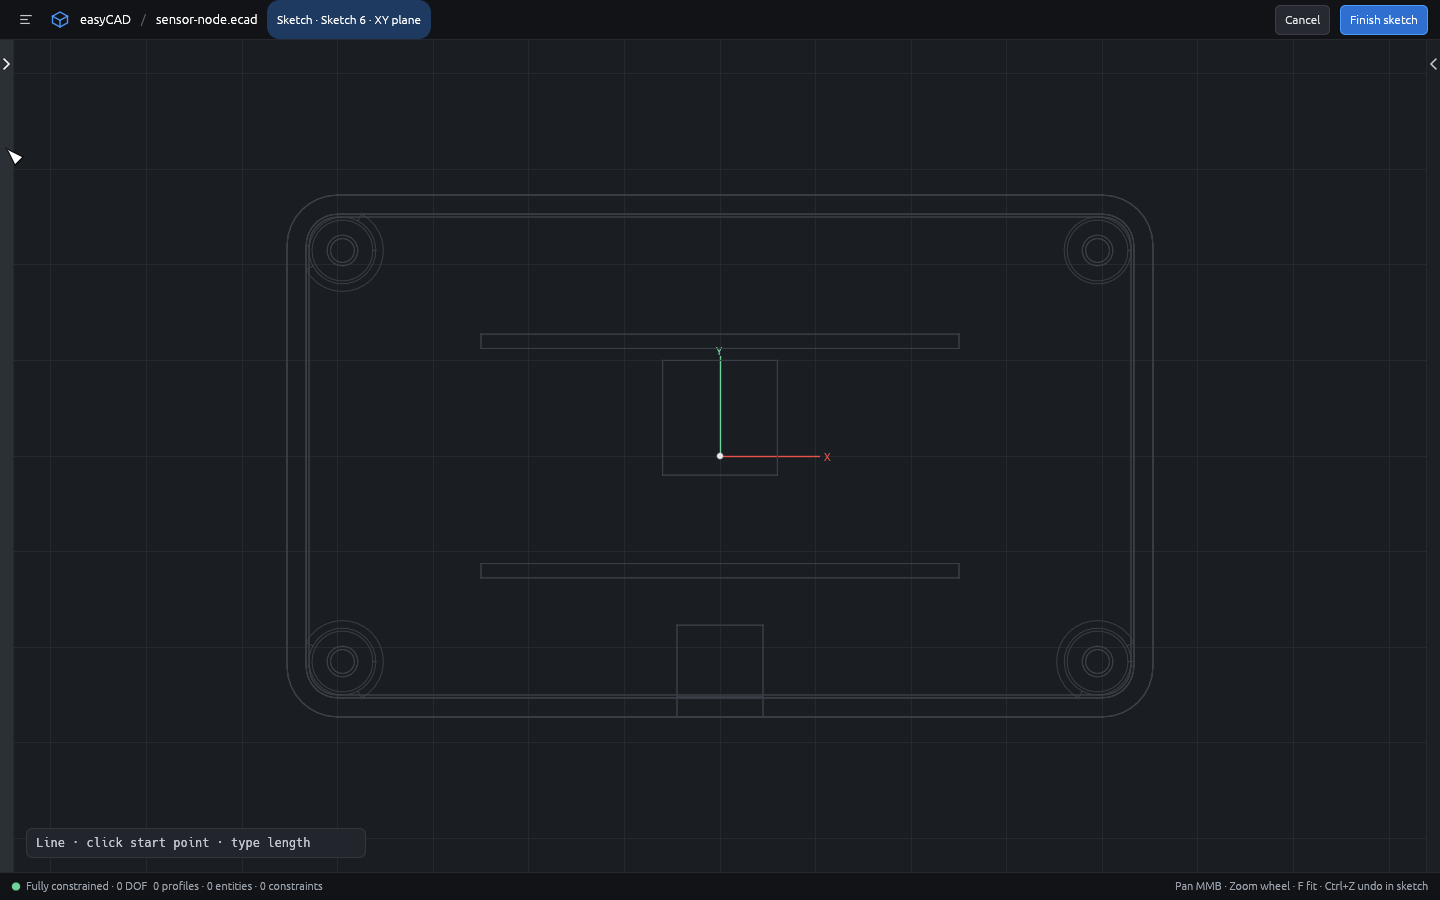 easyCAD / sensor-node.ecad Sketch · Sketch 6 · XY plane Cancel Finish sketch
Y
X
Line · click start point · type length
Fully constrained · 0 DOF 0 profiles · 0 entities · 0 constraints Pan MMB · Zoom wheel · F fit · Ctrl+Z undo in sketch